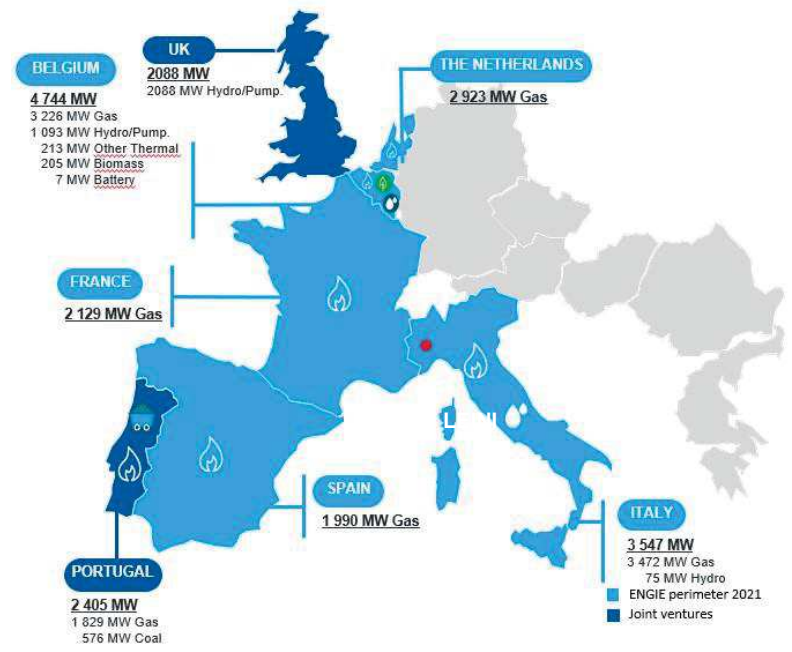 UK
2088 MW
2088 MW Hydro/Pump.
BELGIUM
4 744 MW
3 226 MW Gas
1 093 MW Hydro/Pump.
213 MW Other Thermal
205 MW Biomass
7 MW Battery
THE NETHERLANDS
2 923 MW Gas
FRANCE
2 129 MW Gas
SPAIN
1 990 MW Gas
PORTUGAL
2 405 MW
1 829 MW Gas
576 MW Coal
ITALY
3 547 MW
3 472 MW Gas
75 MW Hydro
ENGIE perimeter 2021
Joint ventures